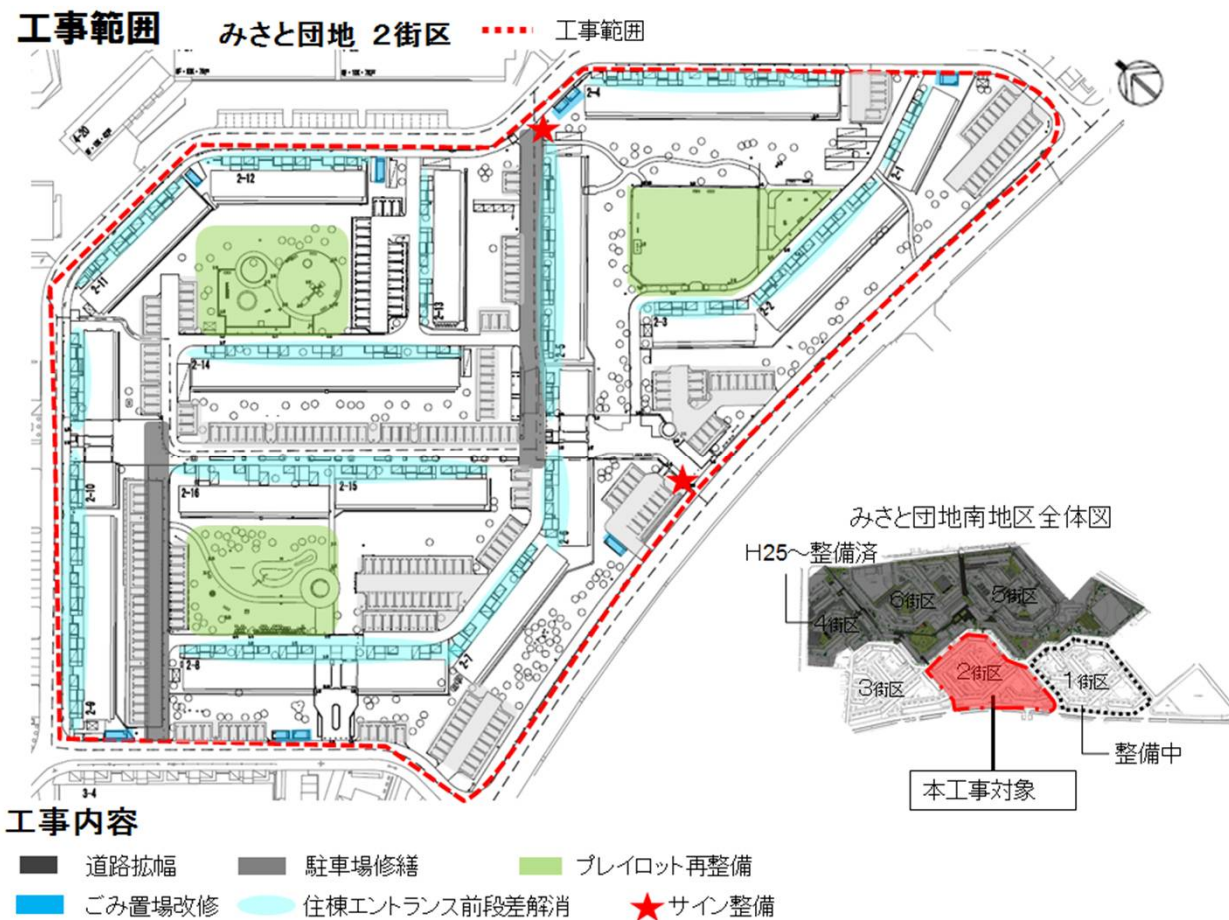 工事範囲
みさと団地 2街区
工事範囲
4-20
2-4
2-12
2-1
2-11
2-13
2-2
2-3
2-5
2-14
2-10
2-16
2-15
2-6
2-8
2-7
2-9
3-4
みさと団地南地区全体図
H25～整備済
6街区
5街区
4街区
3街区
2街区
1街区
整備中
本工事対象
工事内容
道路拡幅
駐車場修繕
プレイロット再整備
ごみ置場改修
住棟エントランス前段差解消
サイン整備